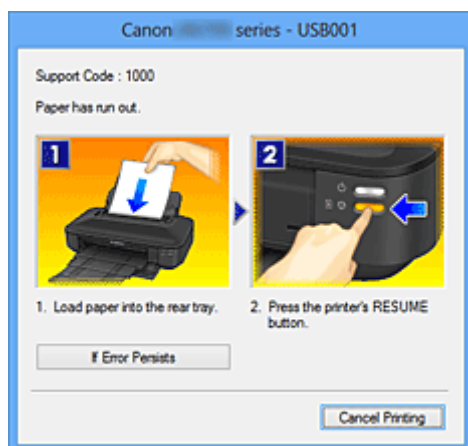 Canon series - USB001
Support Code : 1000
Paper has run out.
1
2
1. Load paper into the rear tray.
2. Press the printer's RESUME
button.
If Error Persists
Cancel Printing